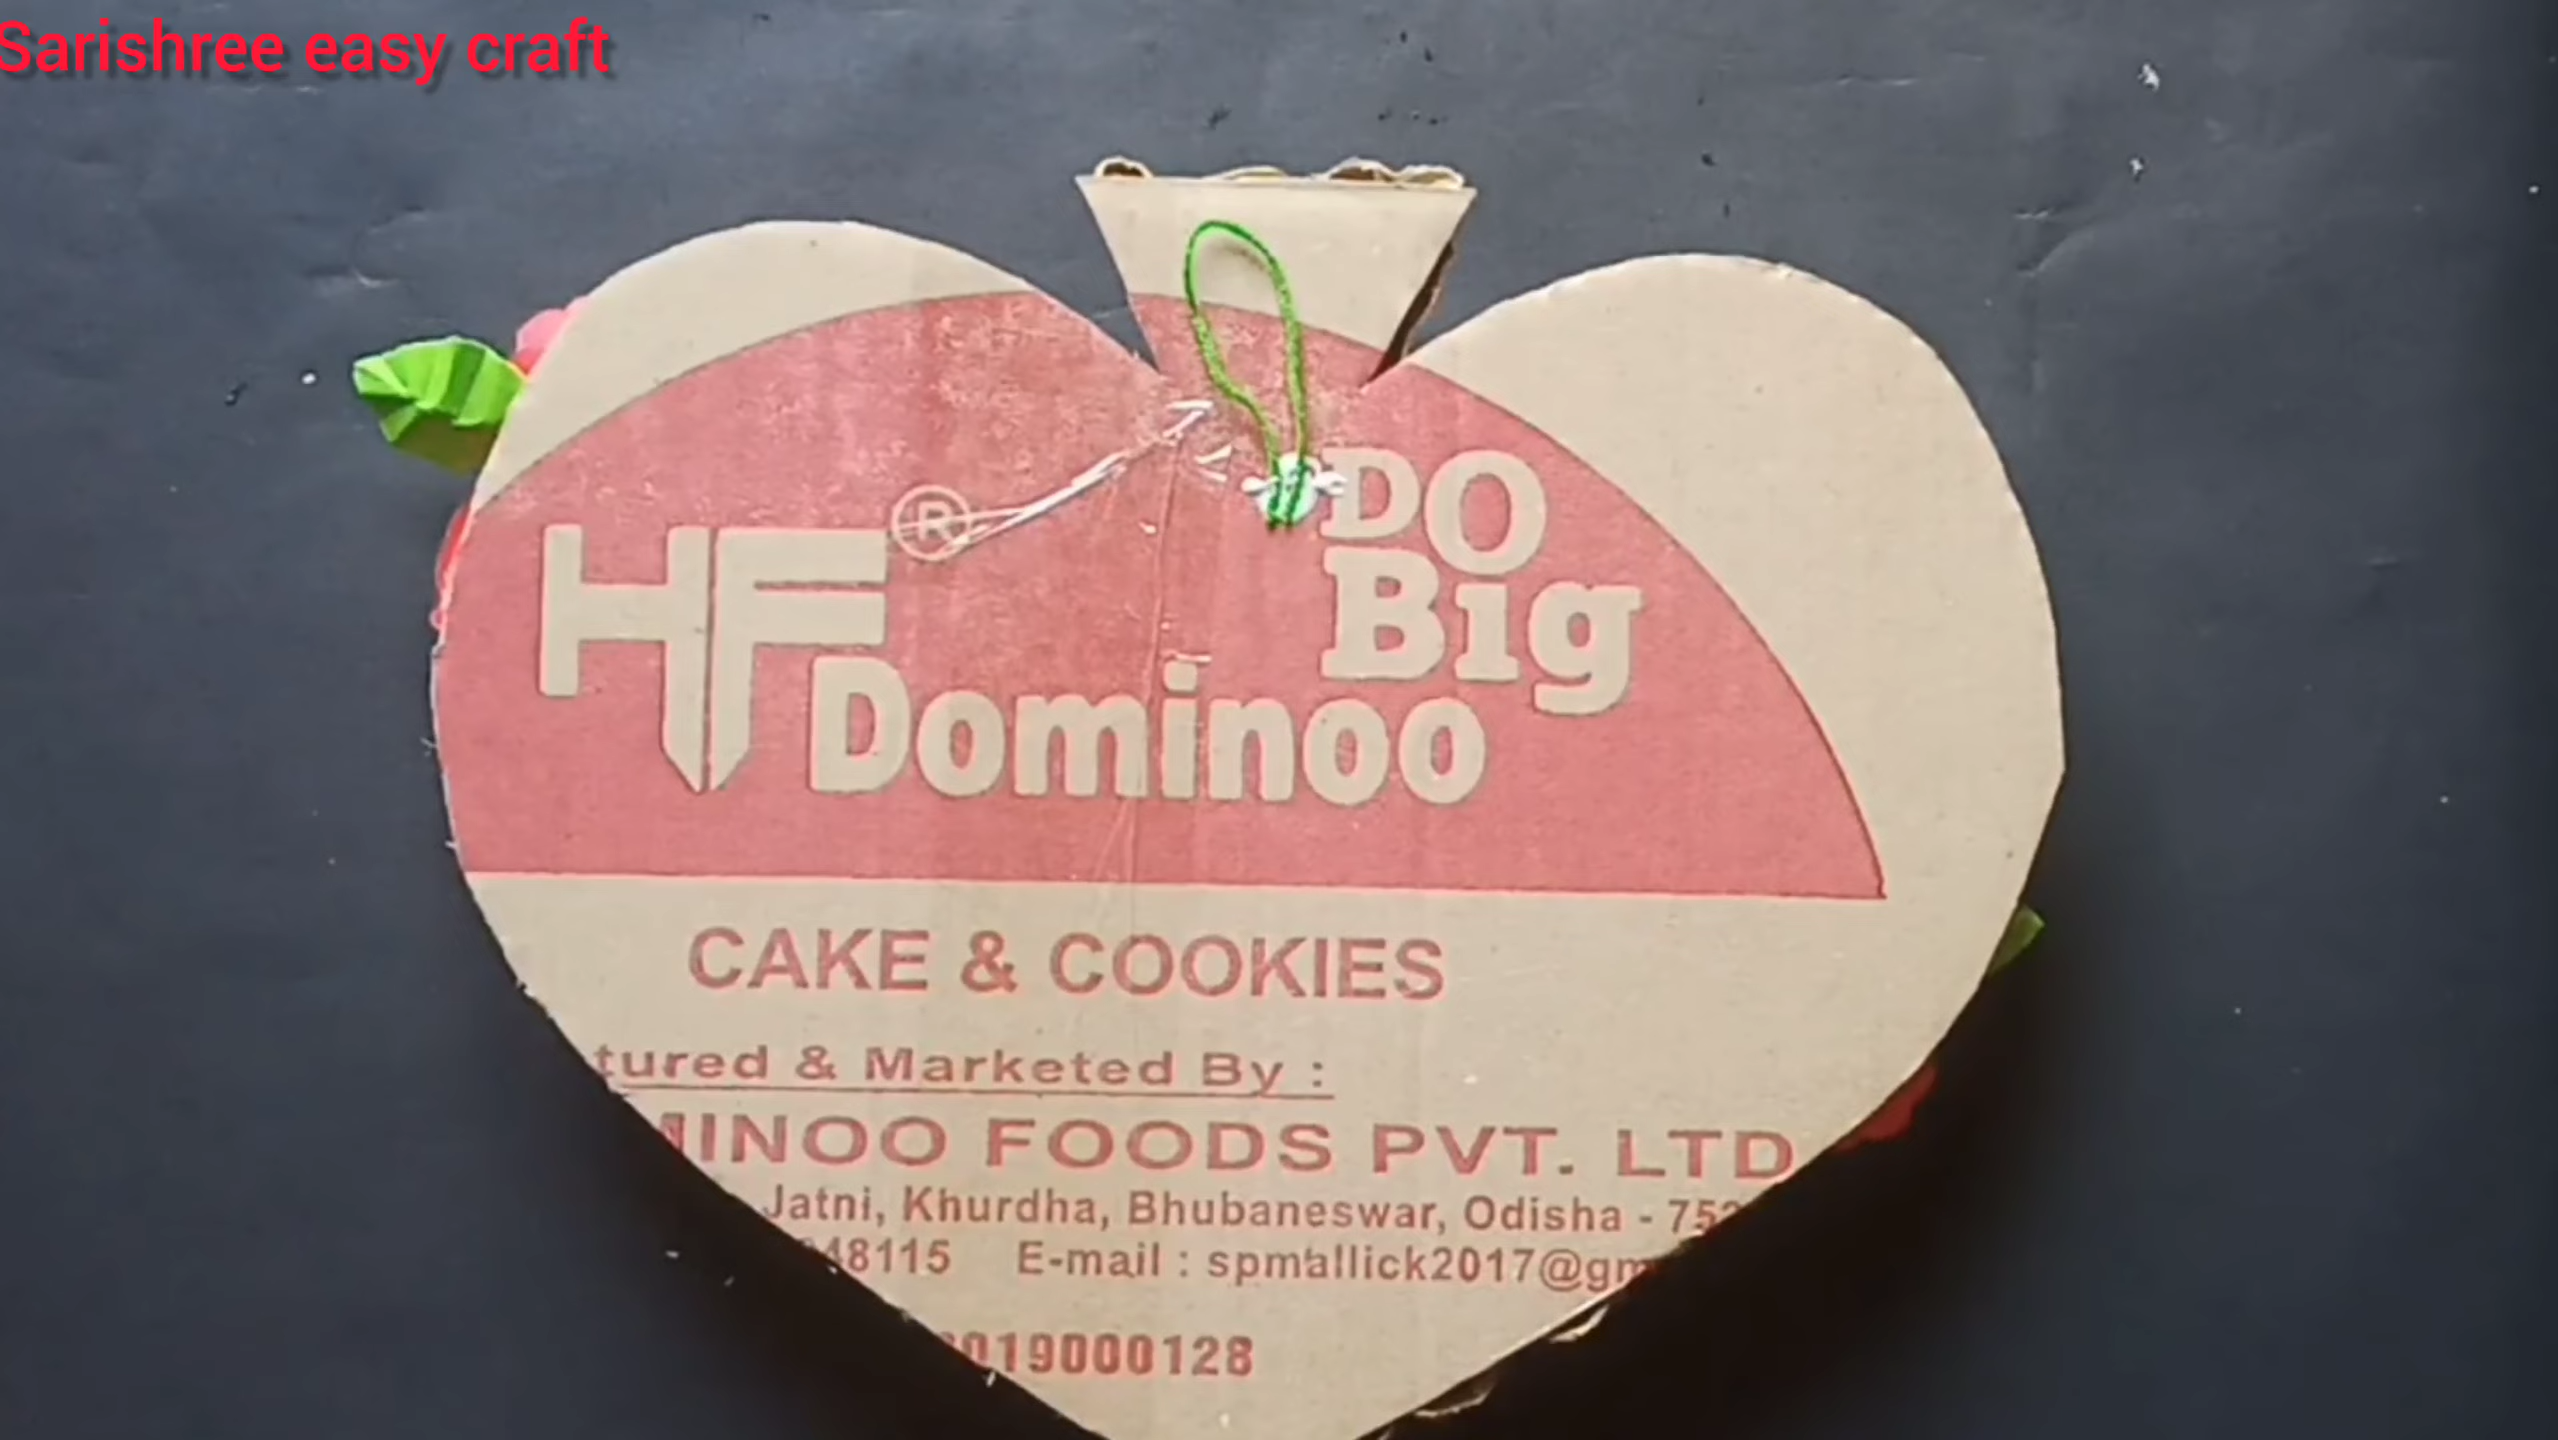 Sarishree easy craft
HF®
DO
Big
Dominoo
CAKE & COOKIES
tured & Marketed By :
MINOO FOODS PVT. LTD
Jatni, Khurdha, Bhubaneswar, Odisha - 75
48115 E-mail : spmallick2017@gm
019000128